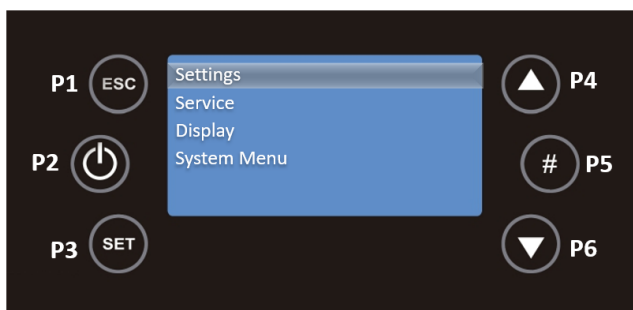 P1 ESC
P2
P3 SET
Settings
Service
Display
System Menu
P4
# P5
P6